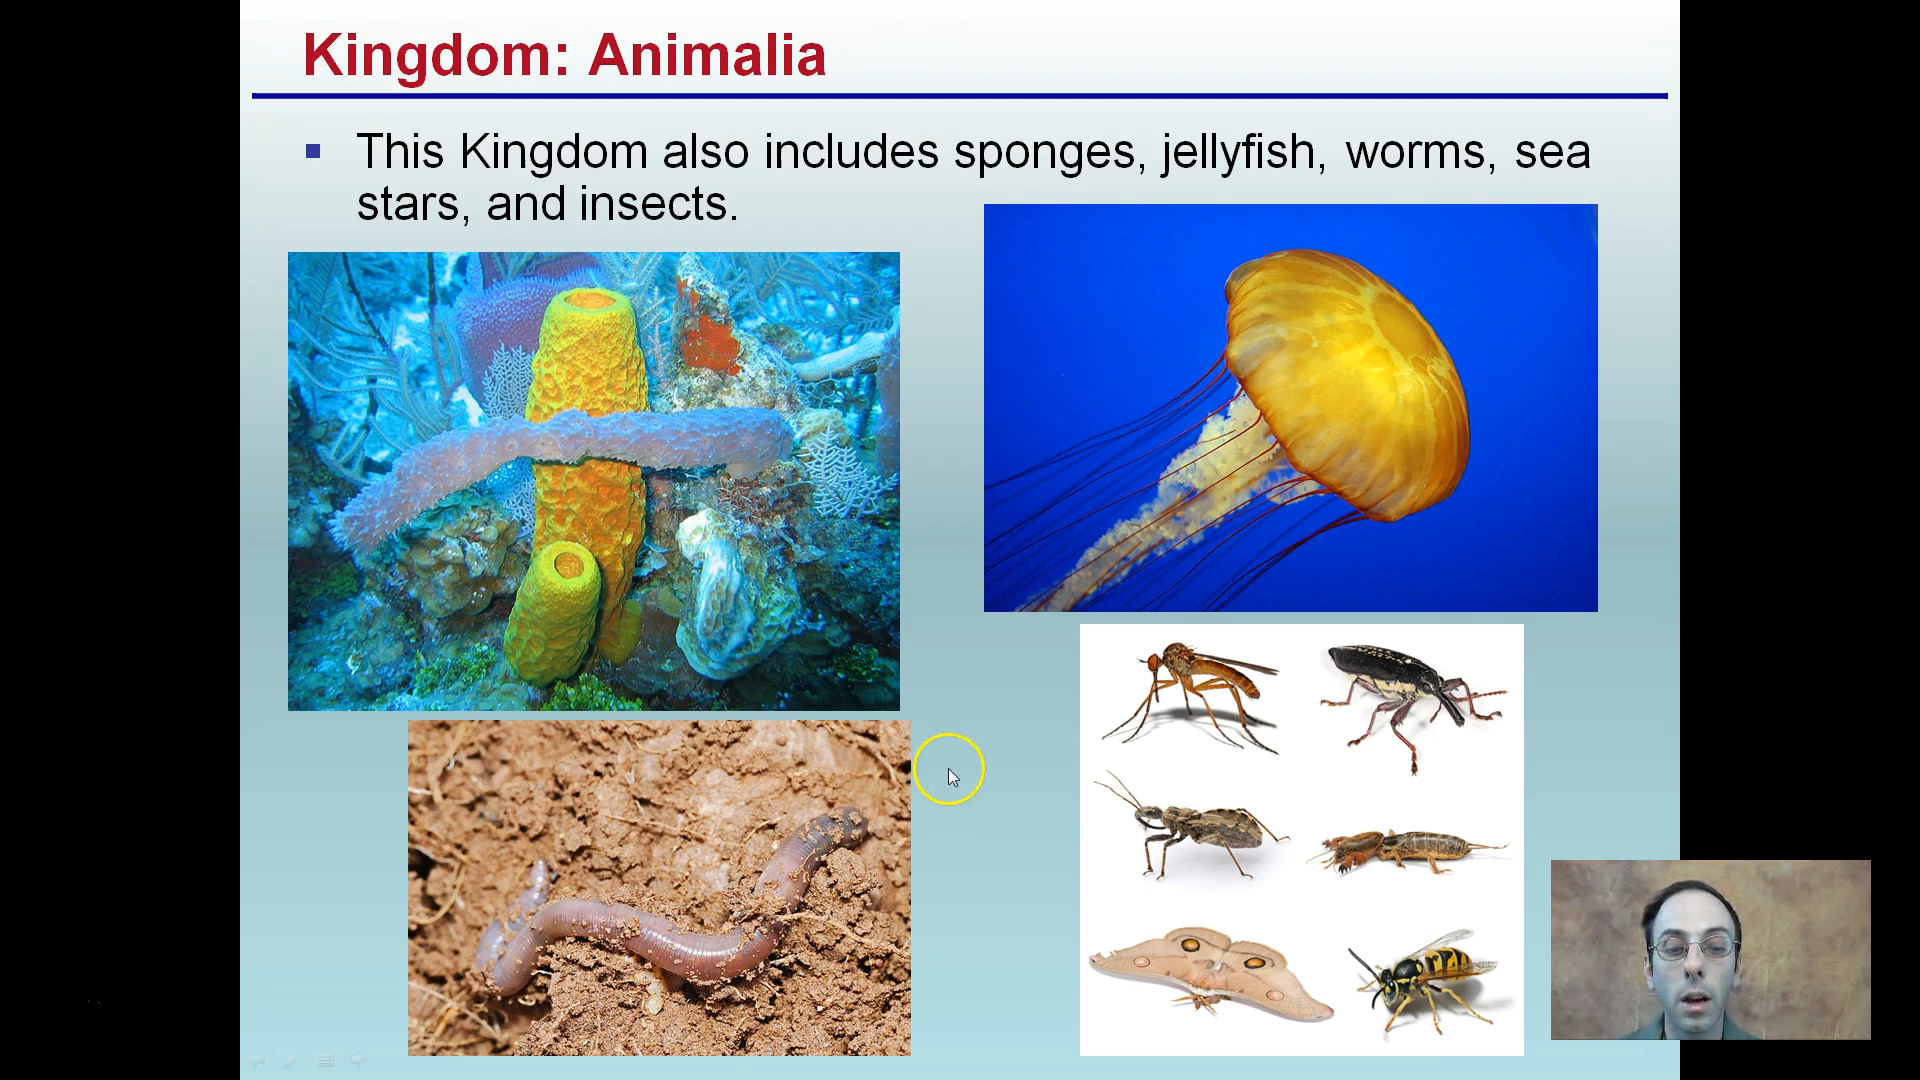 Kingdom: Animalia
This Kingdom also includes sponges, jellyfish, worms, sea
stars, and insects.